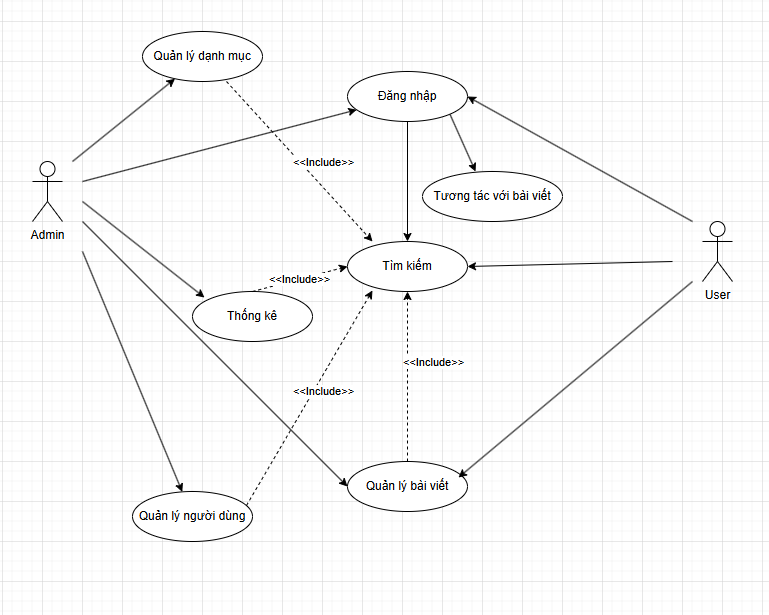 Quản lý dạnh mục
Đăng nhập
<<Include>>
Tương tác với bài viết
Admin
Tìm kiếm
<<Include>>
User
Thống kê
<<Include>>
<<Include>>
Quản lý bài viết
Quản lý người dùng